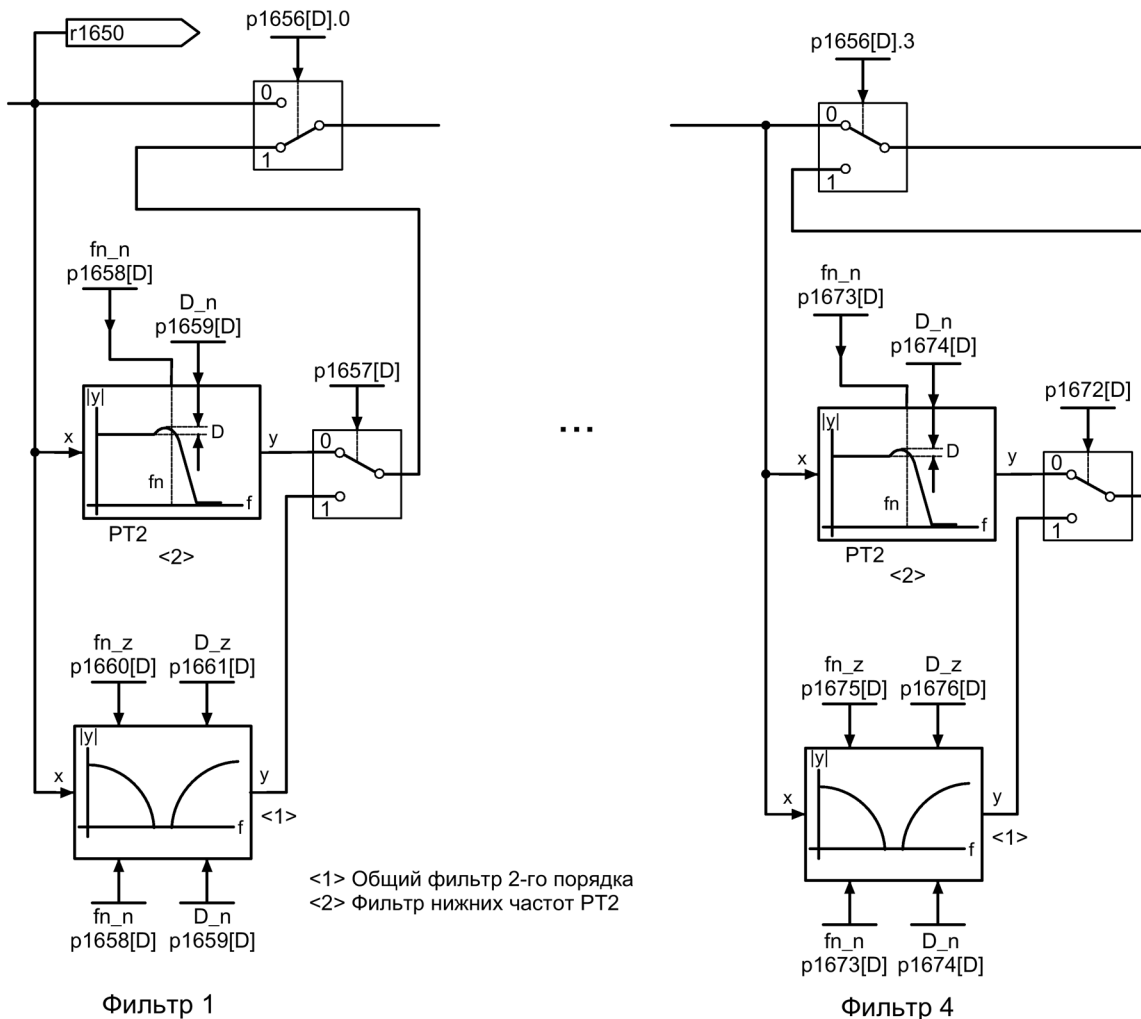 r1650
p1656[D].0
0
1
fn_n
p1658[D]
D_n
p1659[D]
p1657[D]
|y|
D
x
y
fn
f
0
1
PT2
<2>
fn_z
p1660[D]
D_z
p1661[D]
|y|
x
y
f
<1>
fn_n
p1658[D]
D_n
p1659[D]
Фильтр 1
<1> Общий фильтр 2-го порядка
<2> Фильтр нижних частот PT2
...
p1656[D].3
0
1
fn_n
p1673[D]
D_n
p1674[D]
p1672[D]
|y|
D
x
y
fn
f
0
1
PT2
<2>
fn_z
p1675[D]
D_z
p1676[D]
|y|
x
y
f
<1>
fn_n
p1673[D]
D_n
p1674[D]
Фильтр 4